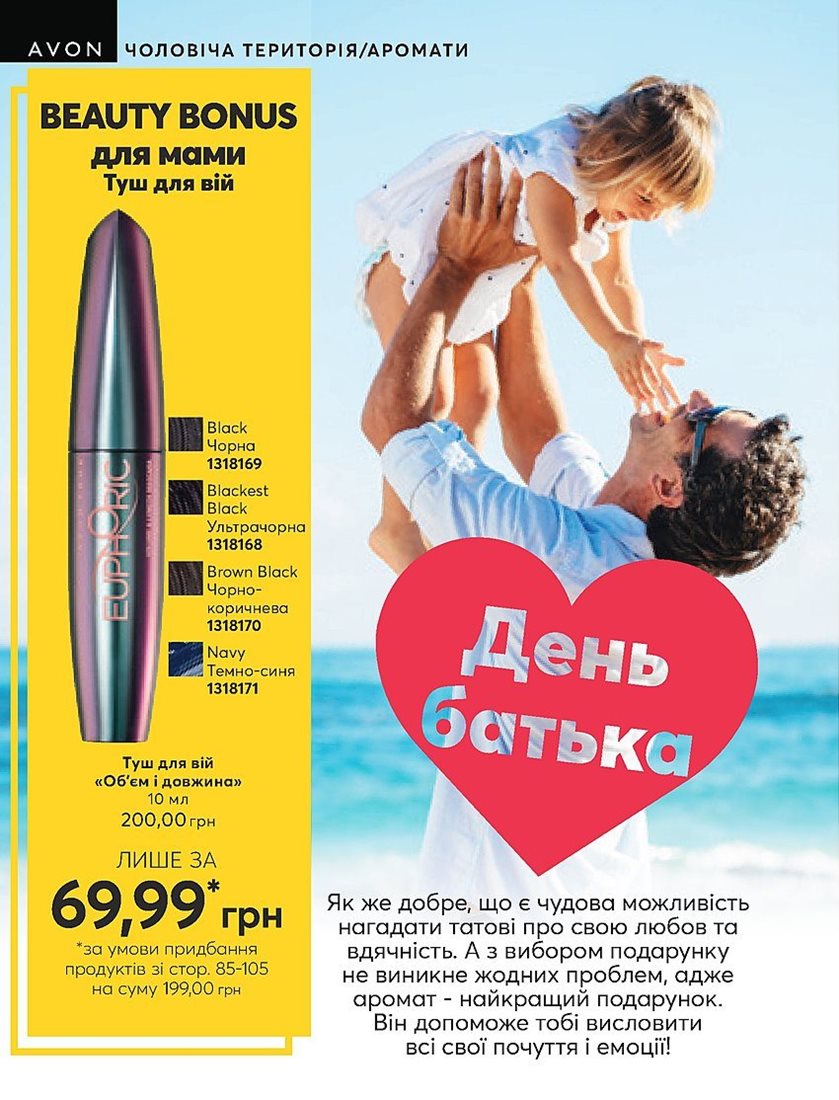 AVON
ЧОЛОВІЧА ТЕРИТОРІЯ/АРОМАТИ
BEAUTY BONUS
для мами
Туш для вій
EUPHORIC
Black
Чорна
1318169
Blackest
Black
Ультрачорна
1318168
Brown Black
Чорно-
коричнева
1318170
Navy
Темно-синя
1318171
Туш для вій
«Об'єм і довжина»
10 мл
200,00 грн
ЛИШЕ ЗА
69,99* грн
*за умови придбання
продуктів зі стор. 85-105
на суму 199,00 грн
День
батька
Як же добре, що є чудова можливість
нагадати татові про свою любов та
вдячність. А з вибором подарунку
не виникне жодних проблем, адже
аромат - найкращий подарунок.
Він допоможе тобі висловити
всі свої почуття і емоції!